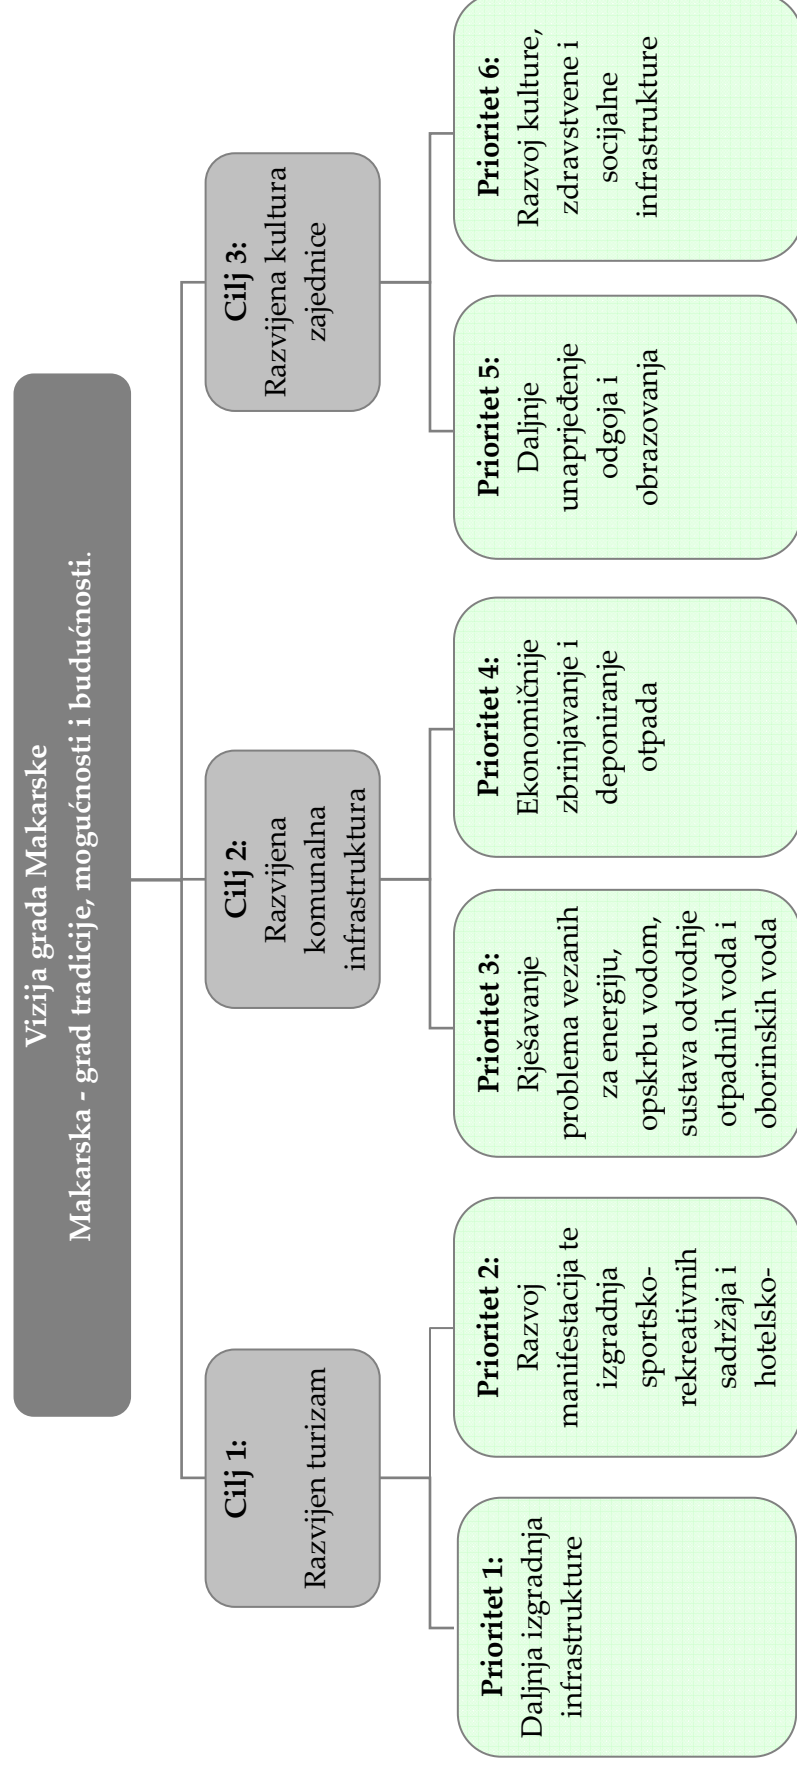 Vizija grada Makarske
Makarska - grad tradicije, mogućnosti i budućnosti.
Cilj 1:
Razvijen turizam
Cilj 2:
Razvijena
komunalna
infrastruktura
Cilj 3:
Razvijena kultura
zajednice
Prioritet 1:
Daljnja izgradnja
infrastrukture
Prioritet 2:
Razvoj
manifestacija te
izgradnja
sportsko-
rekreativnih
sadržaja i
hotelsko-
Prioritet 3:
Rješavanje
problema vezanih
za energiju,
opskrbu vodom,
sustava odvodnje
otpadnih voda i
oborinskih voda
Prioritet 4:
Ekonomičnije
zbrinjavanje i
deponiranje
otpada
Prioritet 5:
Daljnje
unaprjeđenje
odgoja i
obrazovanja
Prioritet 6:
Razvoj kulture,
zdravstvene i
socijalne
infrastrukture